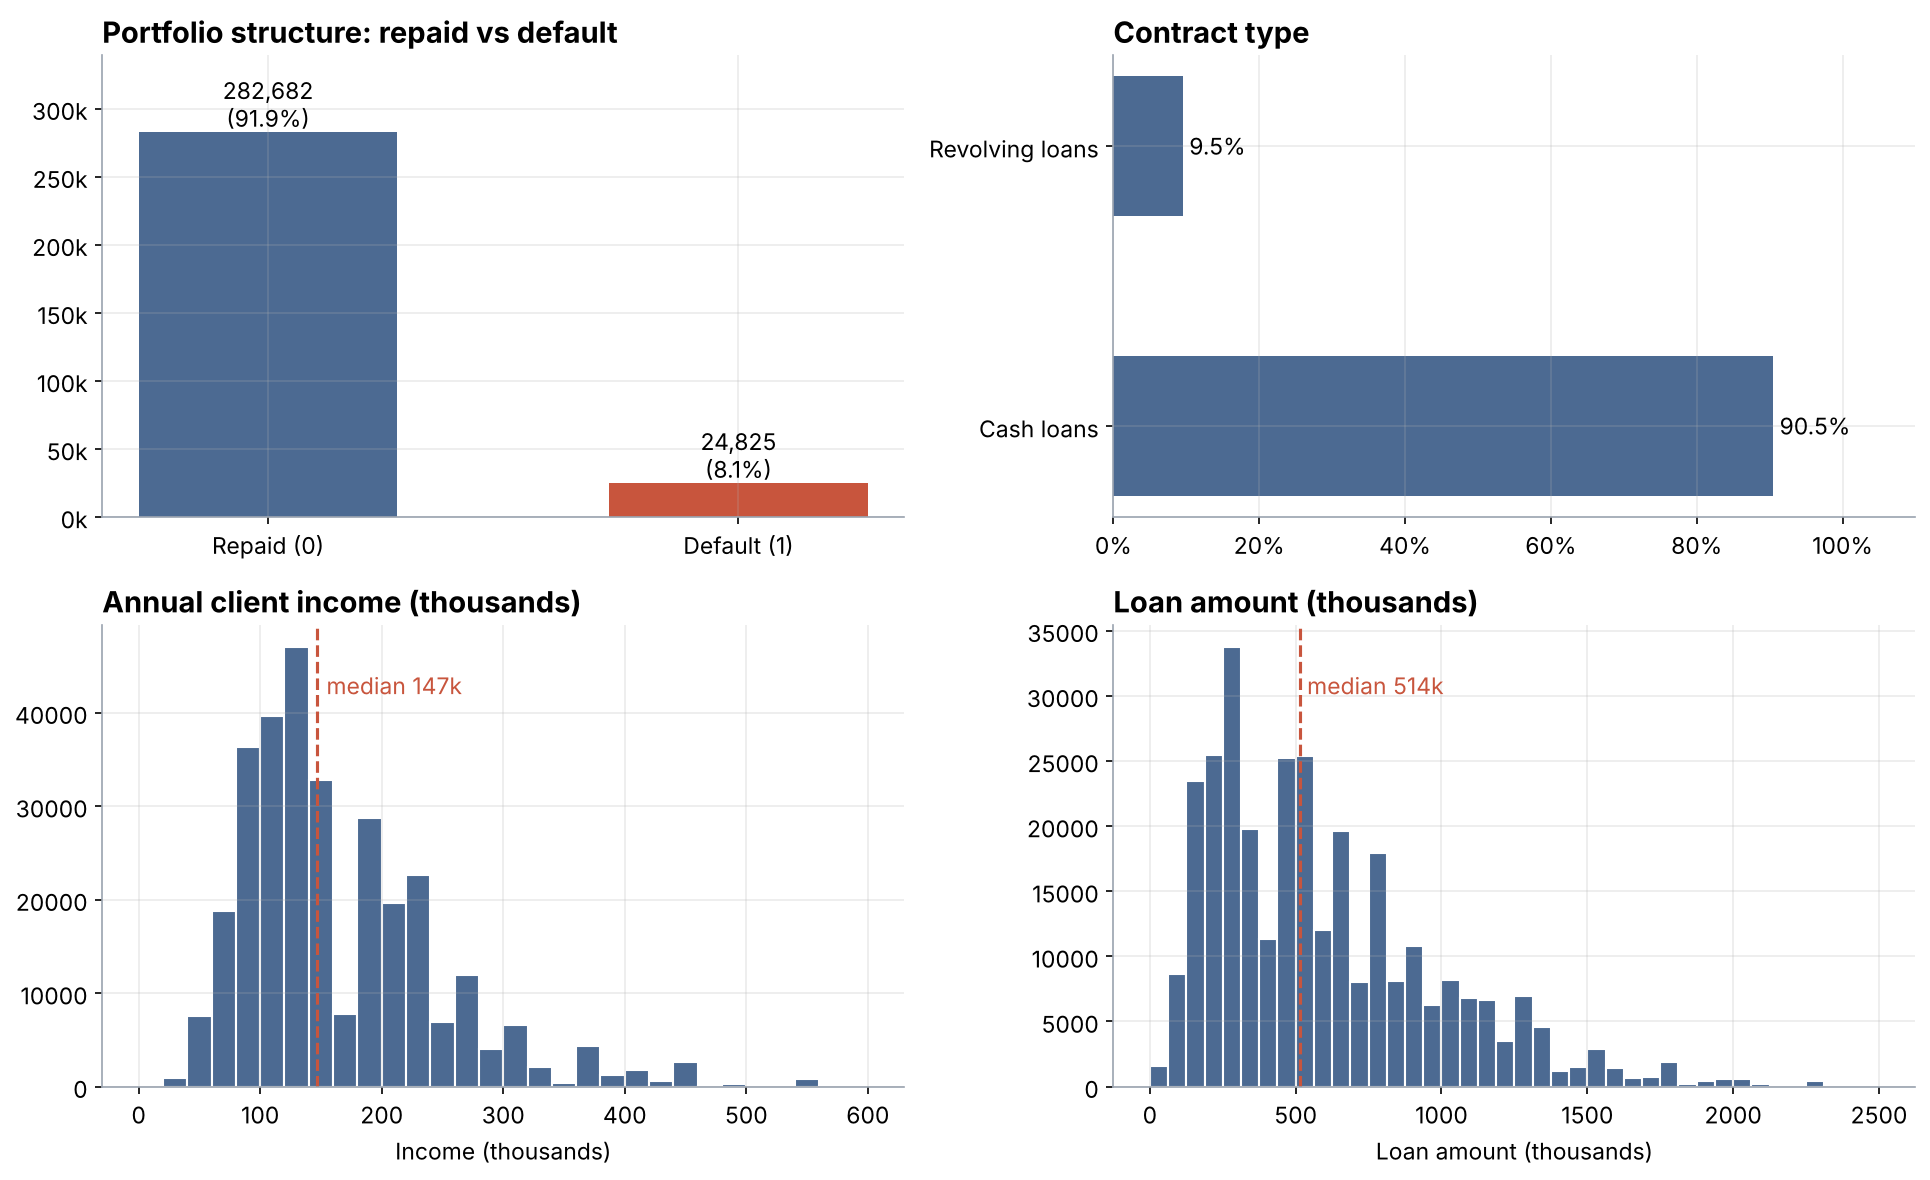 Portfolio structure: repaid vs default
300k
250k
200k
150k
100k
50k
0k
282,682
(91.9%)
24,825
(8.1%)
Repaid (0)
Default (1)
Contract type
Revolving loans
Cash loans
9.5%
90.5%
0%
20%
40%
60%
80%
100%
Annual client income (thousands)
40000
30000
20000
10000
0
median 147k
0
100
200
300
400
500
600
Income (thousands)
Loan amount (thousands)
35000
30000
25000
20000
15000
10000
5000
0
median 514k
0
500
1000
1500
2000
2500
Loan amount (thousands)